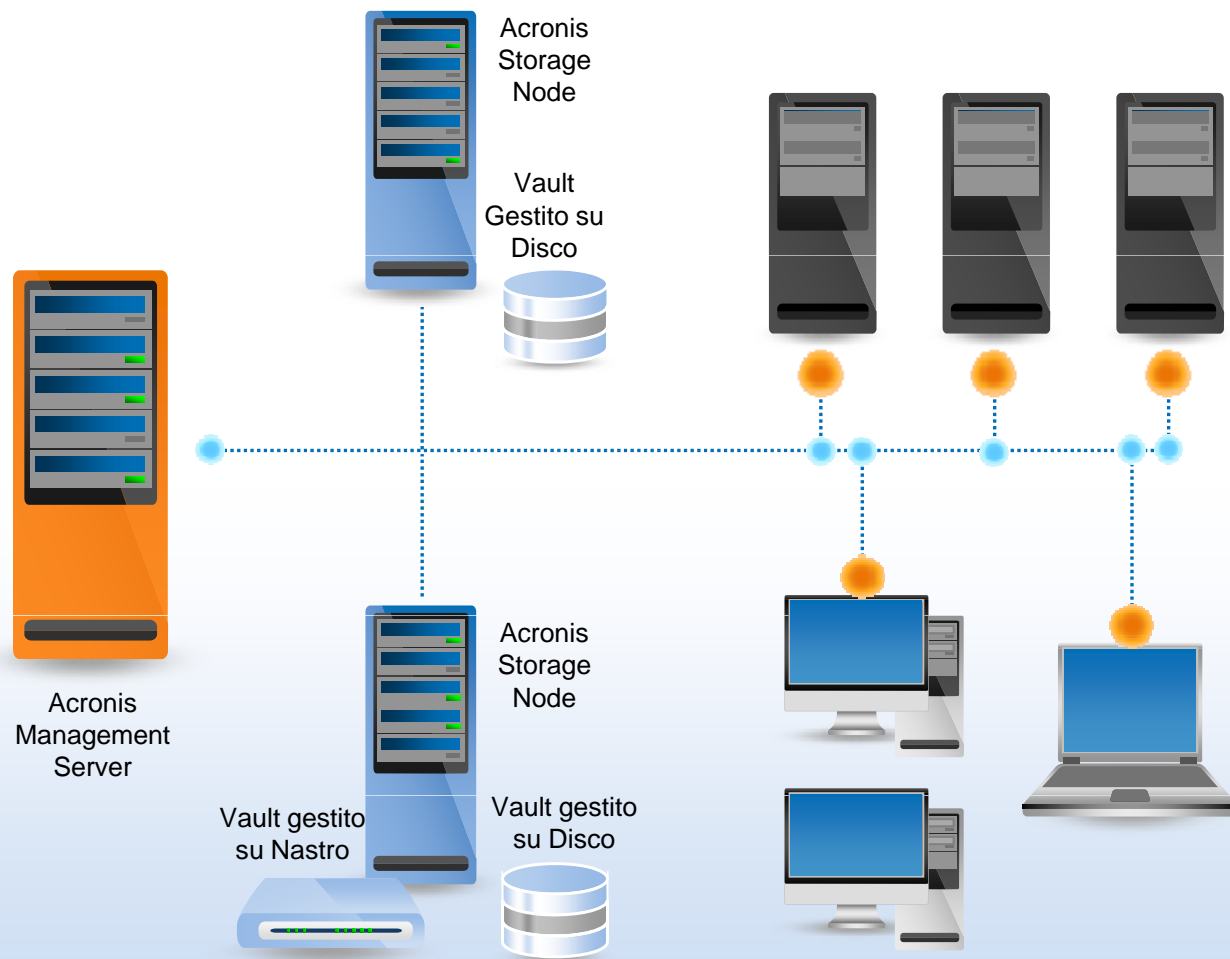 Acronis
Storage
Node
Vault
Gestito su
Disco
Acronis
Management
Server
Acronis
Storage
Node
Vault gestito
su Nastro
Vault gestito
su Disco